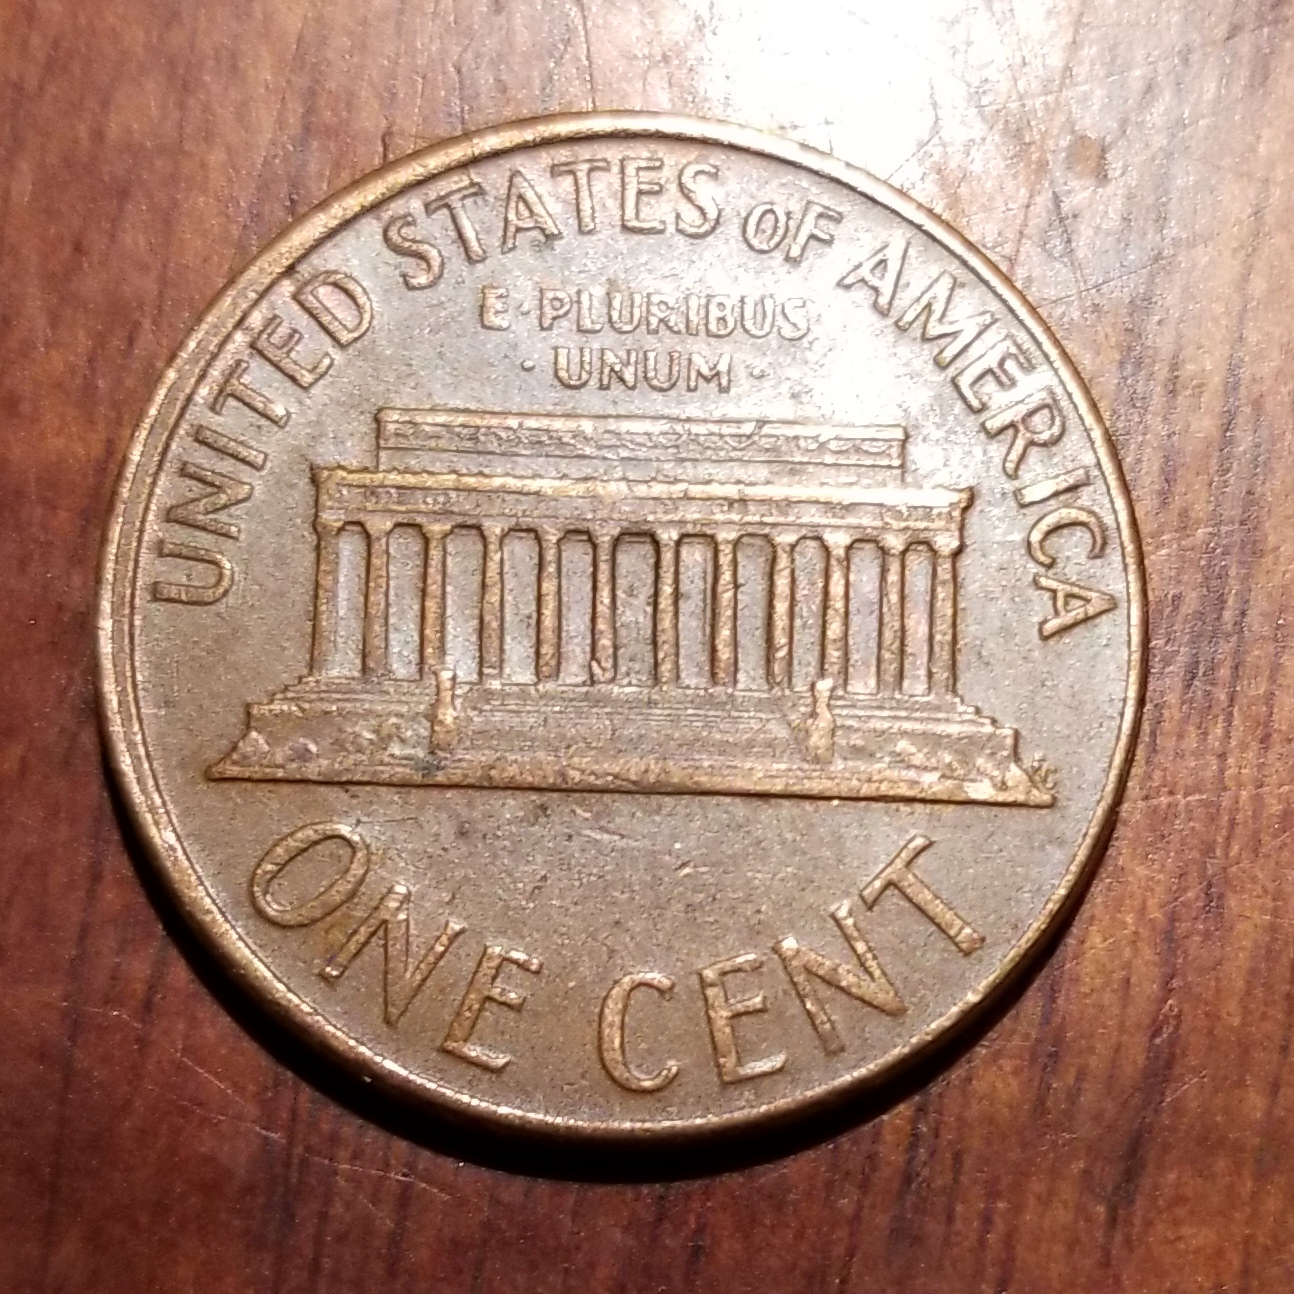 UNITED STATES OF AMERICA
E·PLURIBUS
·UNUM·
ONE CENT